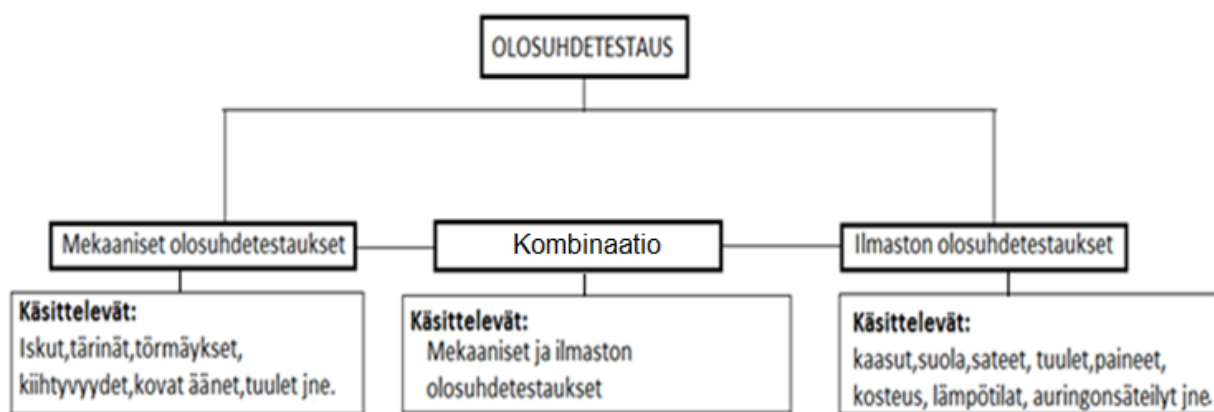 OLOSUHDETESTAUS
Mekaaniset olosuhdetestaukset
Kombinaatio
Ilmaston olosuhdetestaukset
Käsittelevät:
Iskut,tärinät,törmäykset,
kiihtyvyydet,kovat äänet,tuulet jne.
Käsittelevät:
Mekaaniset ja ilmaston
olosuhdetestaukset
Käsittelevät:
kaasut,suola,sateet, tuulet,paineet,
kosteus, lämpötilat, auringonsäteilyt jne.